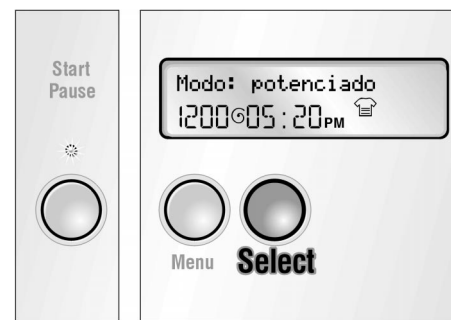 Start
Pause
Modo: potenciado
1200 05:20PM
Menu
Select